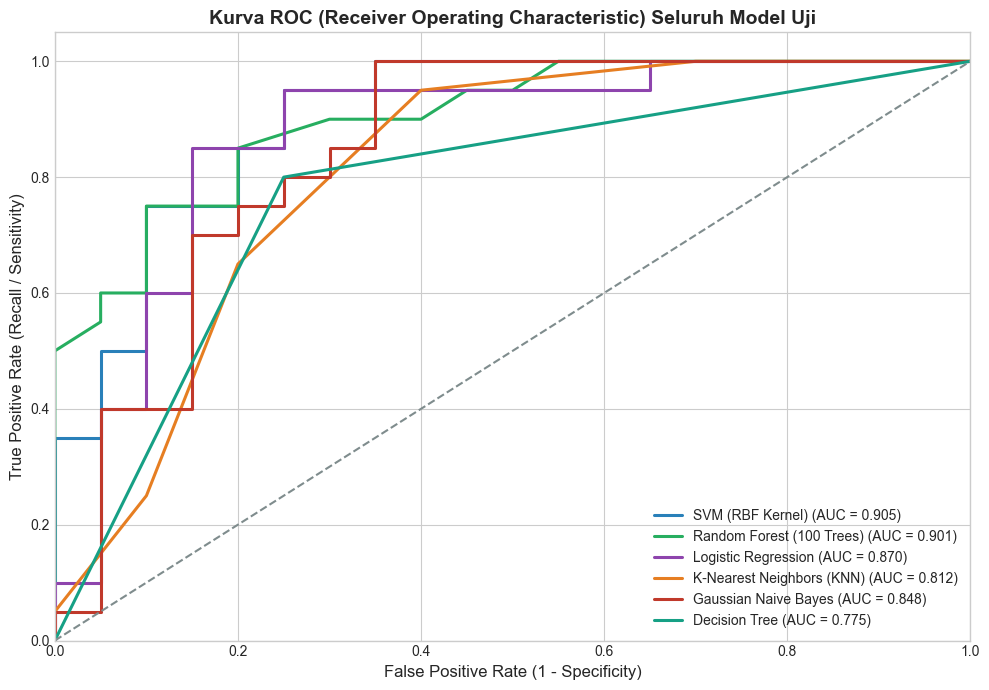 Kurva ROC (Receiver Operating Characteristic) Seluruh Model Uji
True Positive Rate (Recall / Sensitivity)
1.0
0.8
0.6
0.4
0.2
0.0
SVM (RBF Kernel) (AUC = 0.905)
Random Forest (100 Trees) (AUC = 0.901)
Logistic Regression (AUC = 0.870)
K-Nearest Neighbors (KNN) (AUC = 0.812)
Gaussian Naive Bayes (AUC = 0.848)
Decision Tree (AUC = 0.775)
0.0 0.2 0.4 0.6 0.8 1.0
False Positive Rate (1 - Specificity)